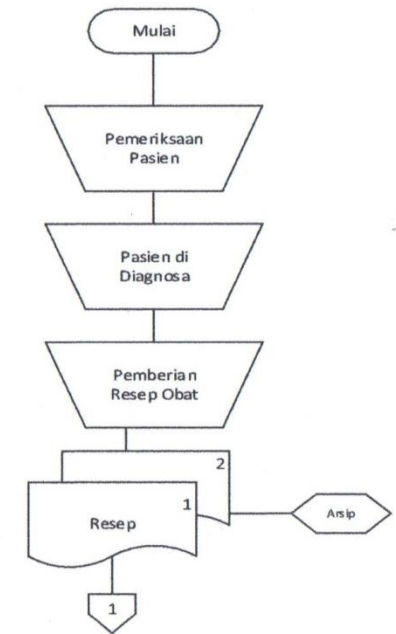 Mulai
Pemeriksaan
Pasien
Pasien di
Diagnosa
Pemberian
Resep Obat
2
1
Resep
Arsip
1